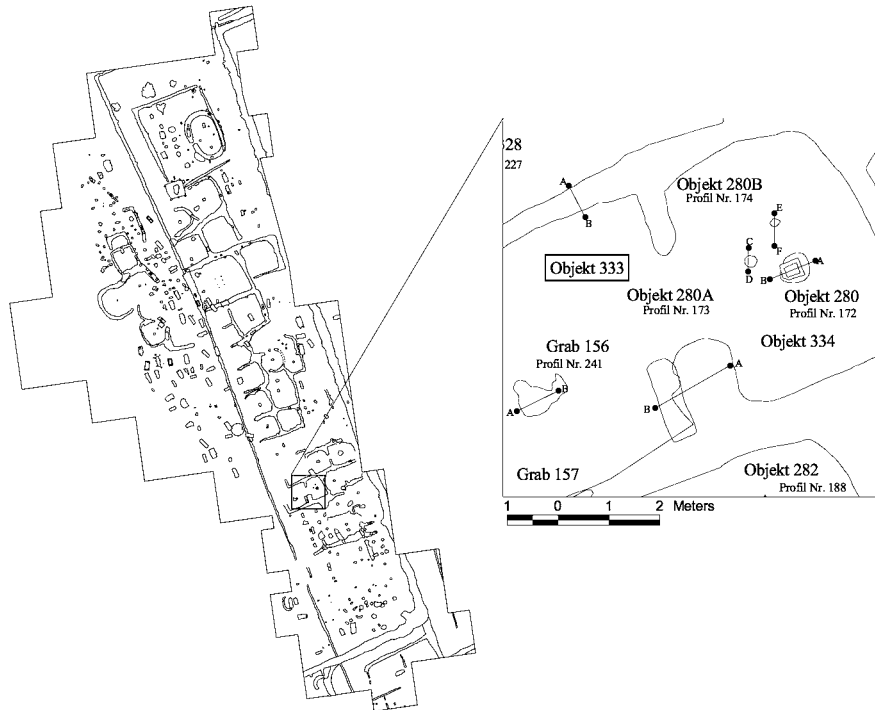 28
227
A
B
Objekt 280B
Profil Nr. 174
E
F
C
D
A
B
Objekt 333
Objekt 280A
Profil Nr. 173
Objekt 280
Profil Nr. 172
Objekt 334
Grab 156
Profil Nr. 241
A
B
A
B
Grab 157
Objekt 282
Profil Nr. 188
1 0 1 2 Meters